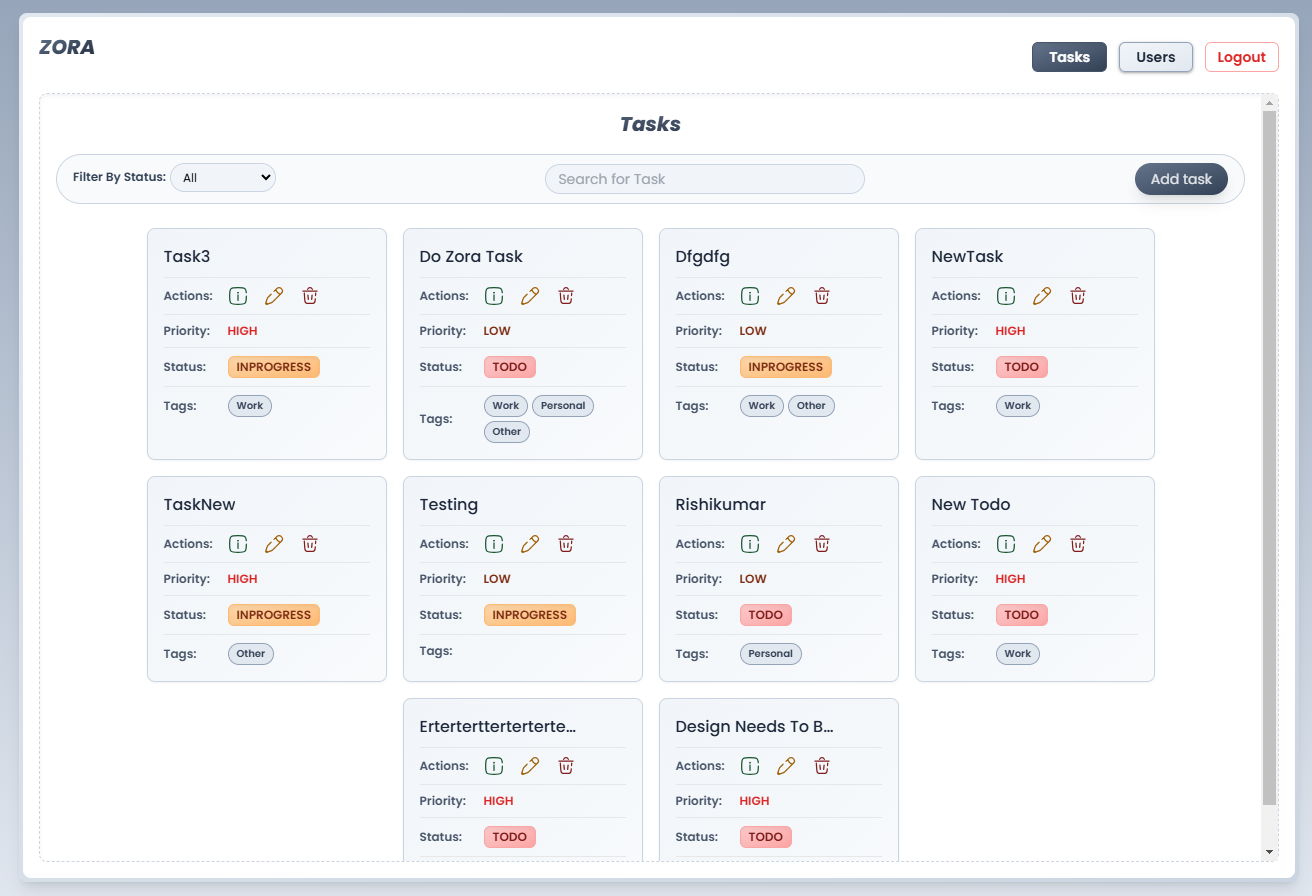 ZORA
Tasks Users Logout
Tasks
Filter By Status: All Search for Task Add task
Task3
Actions:
Priority: HIGH
Status: INPROGRESS
Tags: Work
Do Zora Task
Actions:
Priority: LOW
Status: TODO
Tags: Work Personal
Other
Dfgdfg
Actions:
Priority: LOW
Status: INPROGRESS
Tags: Work Other
NewTask
Actions:
Priority: HIGH
Status: TODO
Tags: Work
TaskNew
Actions:
Priority: HIGH
Status: INPROGRESS
Tags: Other
Testing
Actions:
Priority: LOW
Status: INPROGRESS
Tags:
Rishikumar
Actions:
Priority: LOW
Status: TODO
Tags: Personal
New Todo
Actions:
Priority: HIGH
Status: TODO
Tags: Work
Ertertertterterterte...
Actions:
Priority: HIGH
Status: TODO
Design Needs To B...
Actions:
Priority: HIGH
Status: TODO